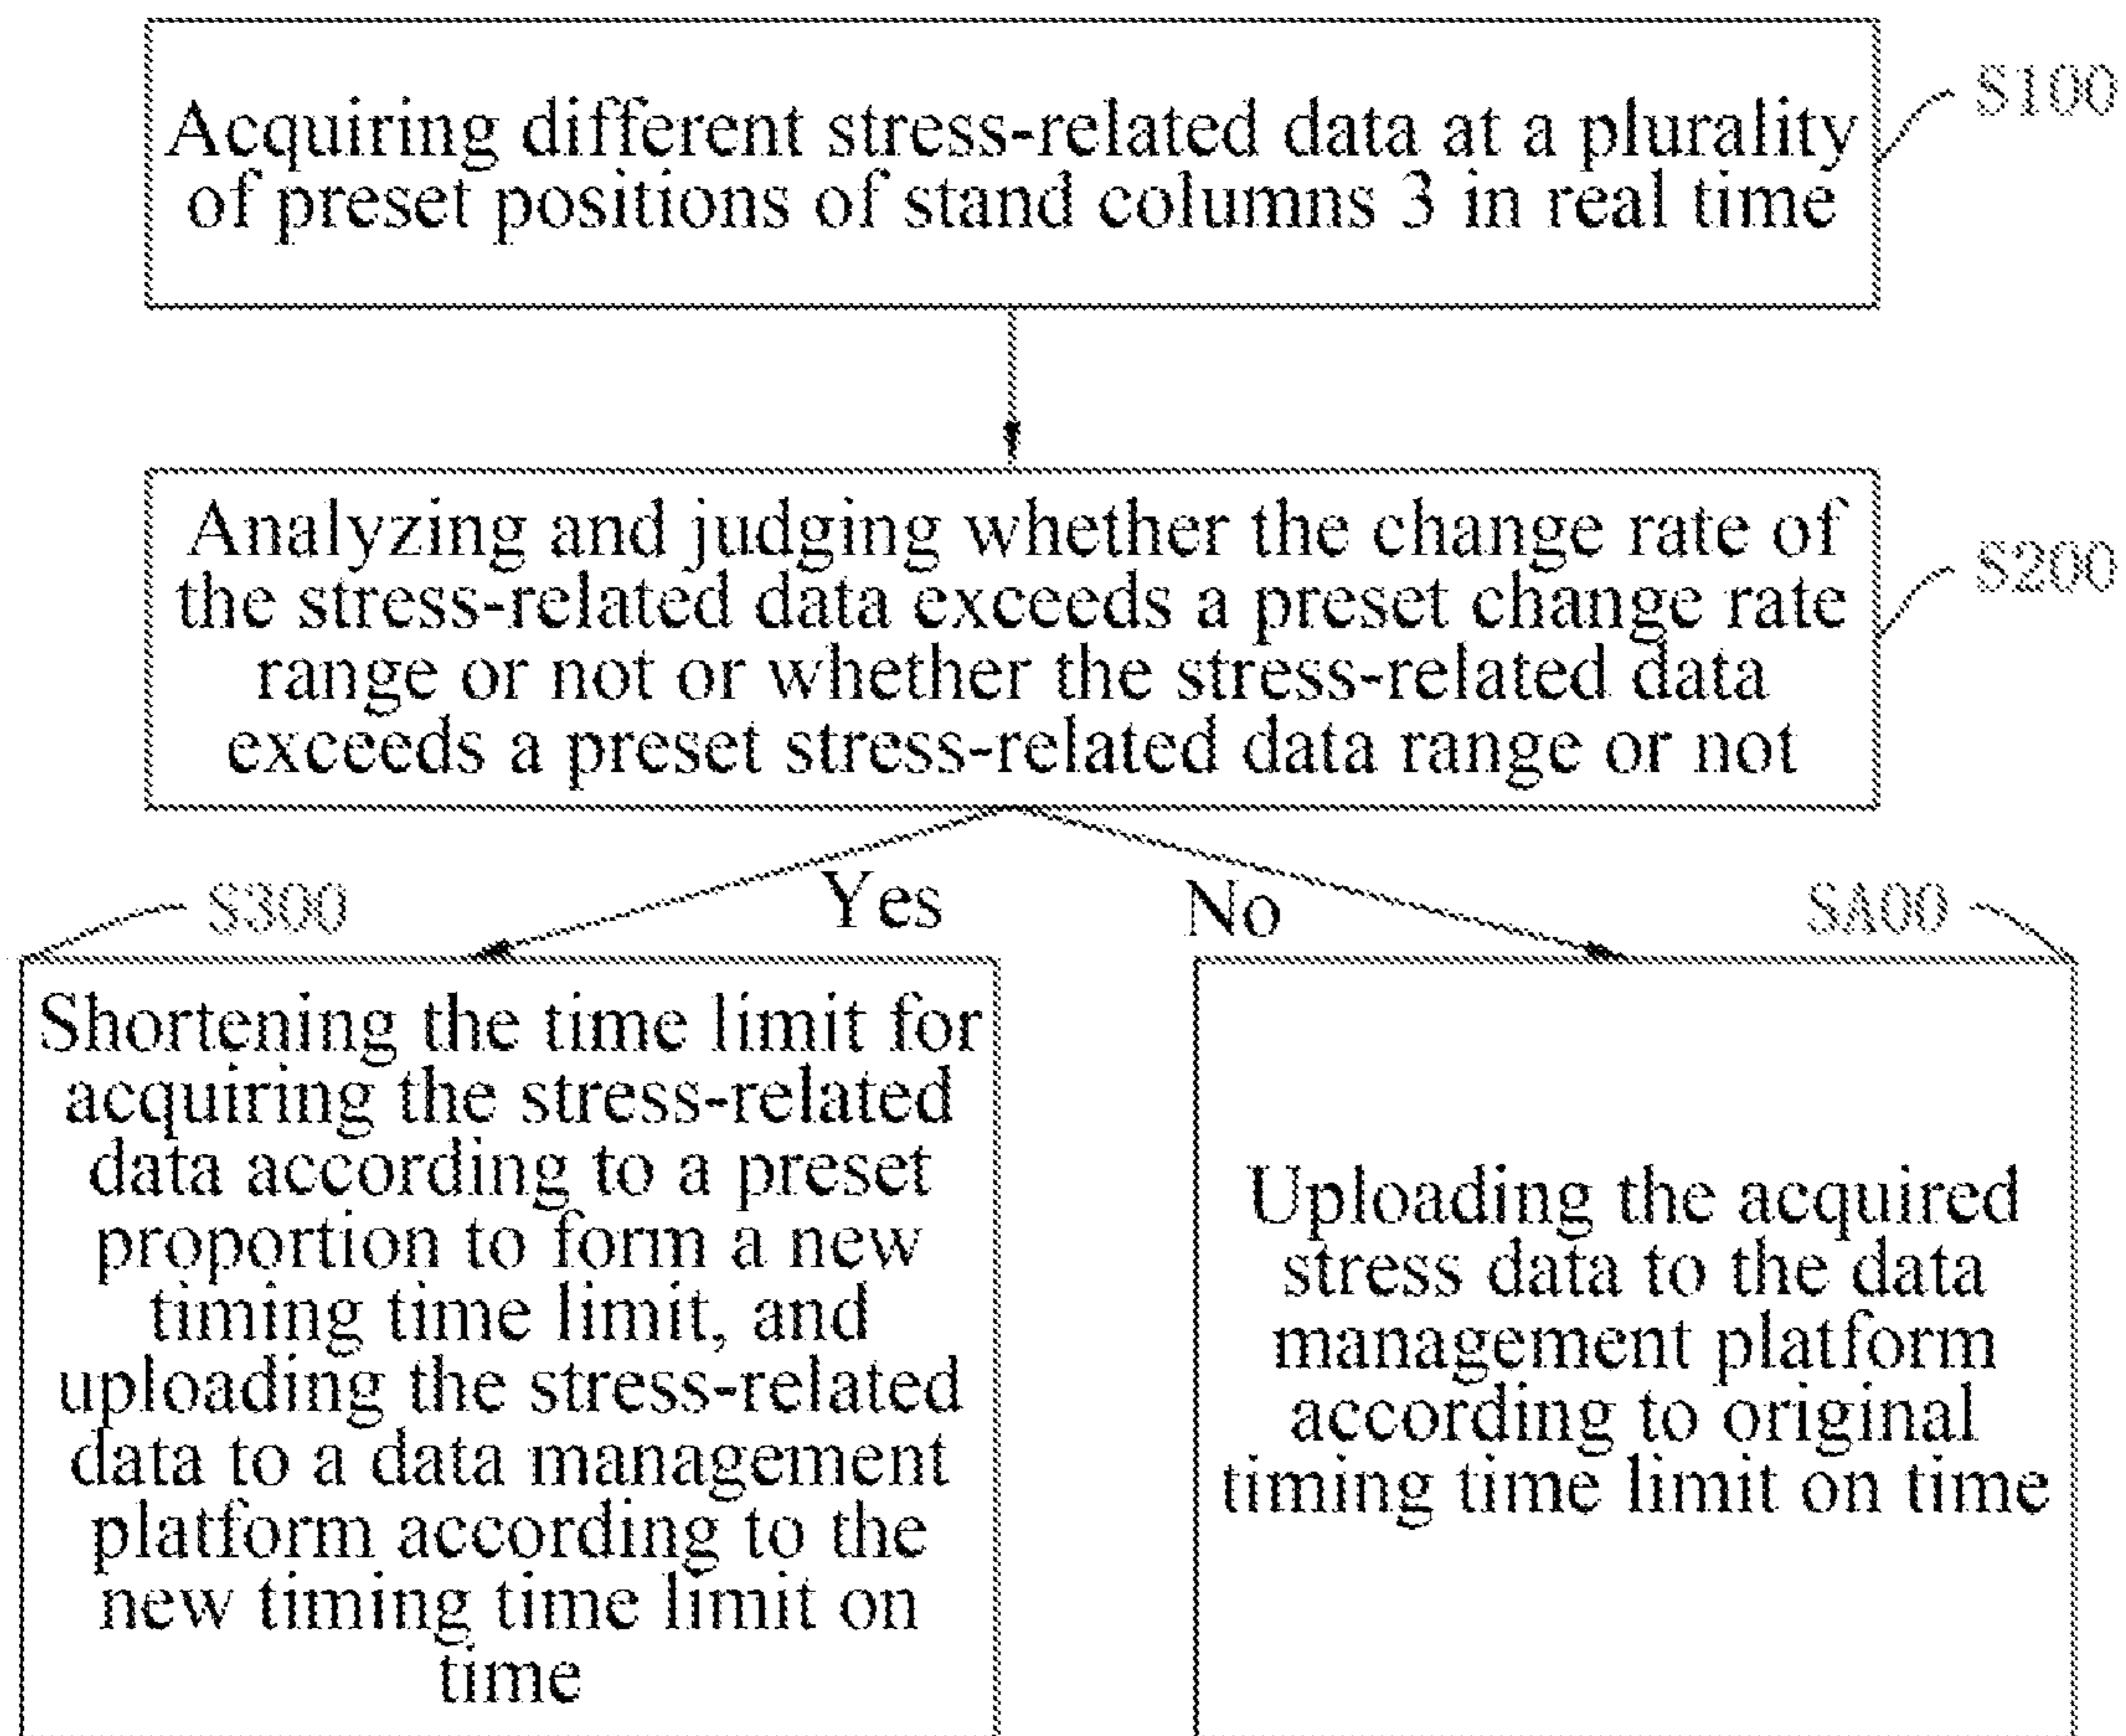 Acquiring different stress-related data at a plurality
of preset positions of stand columns 3 in real time
S100
Analyzing and judging whether the change rate of
the stress-related data exceeds a preset change rate
range or not or whether the stress-related data
exceeds a preset stress-related data range or not
S200
Yes
No
S300
Shortening the time limit for
acquiring the stress-related
data according to a preset
proportion to form a new
timing time limit, and
uploading the stress-related
data to a data management
platform according to the
new timing time limit on
time
SA00
Uploading the acquired
stress data to the data
management platform
according to original
timing time limit on time